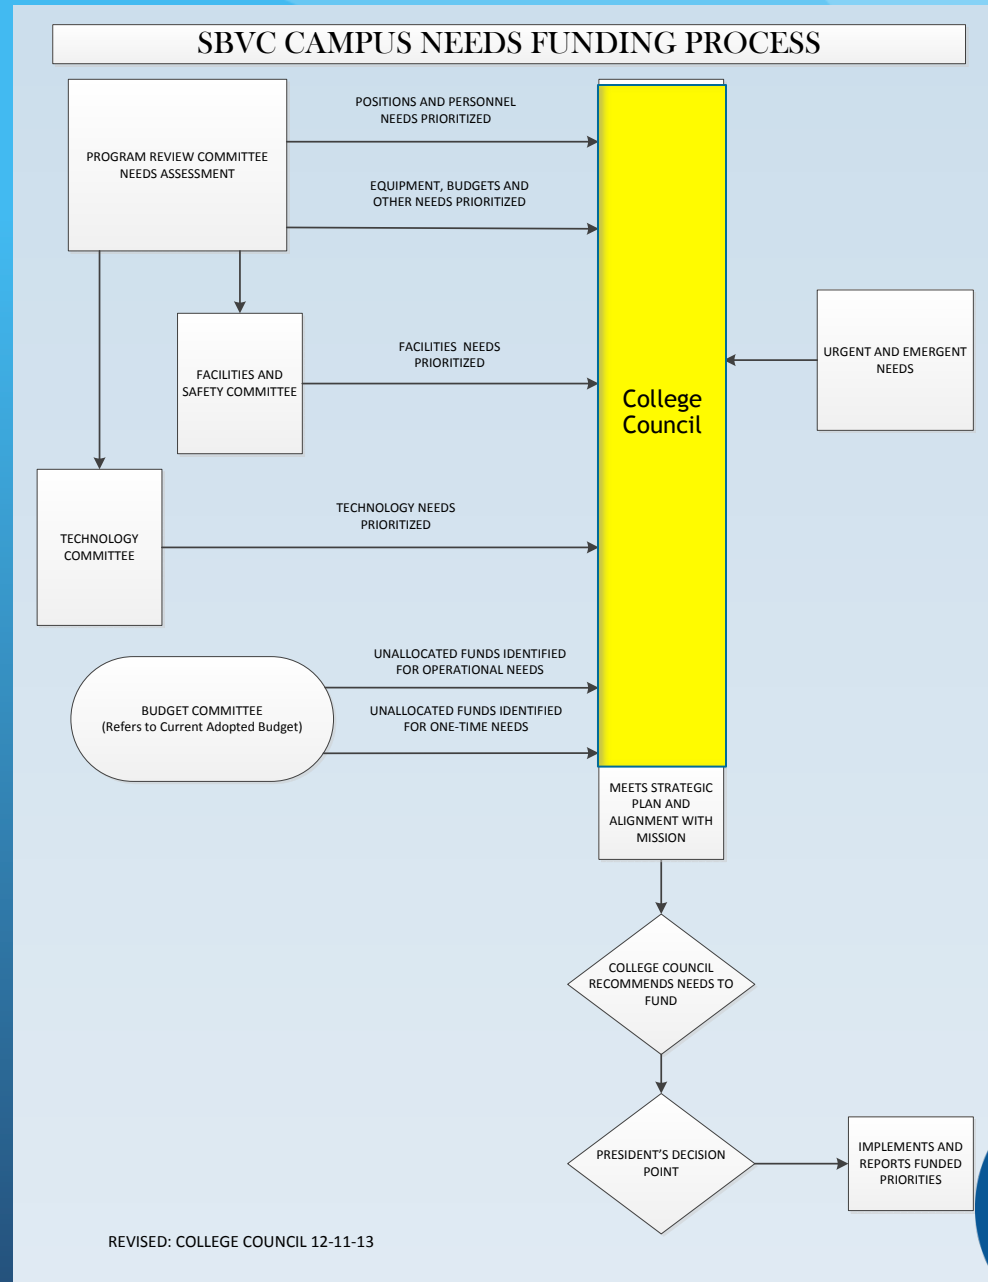 SBVC CAMPUS NEEDS FUNDING PROCESS
POSITIONS AND PERSONNEL
NEEDS PRIORITIZED
PROGRAM REVIEW COMMITTEE
NEEDS ASSESSMENT
EQUIPMENT, BUDGETS AND
OTHER NEEDS PRIORITIZED
FACILITIES NEEDS
PRIORITIZED
URGENT AND EMERGENT
NEEDS
FACILITIES AND
SAFETY COMMITTEE
College
Council
TECHNOLOGY NEEDS
PRIORITIZED
TECHNOLOGY
COMMITTEE
UNALLOCATED FUNDS IDENTIFIED
FOR OPERATIONAL NEEDS
BUDGET COMMITTEE
(Refers to Current Adopted Budget)
UNALLOCATED FUNDS IDENTIFIED
FOR ONE-TIME NEEDS
MEETS STRATEGIC
PLAN AND
ALIGNMENT WITH
MISSION
COLLEGE COUNCIL
RECOMMENDS NEEDS TO
FUND
PRESIDENT'S DECISION
POINT
IMPLEMENTS AND
REPORTS FUNDED
PRIORITIES
REVISED: COLLEGE COUNCIL 12-11-13